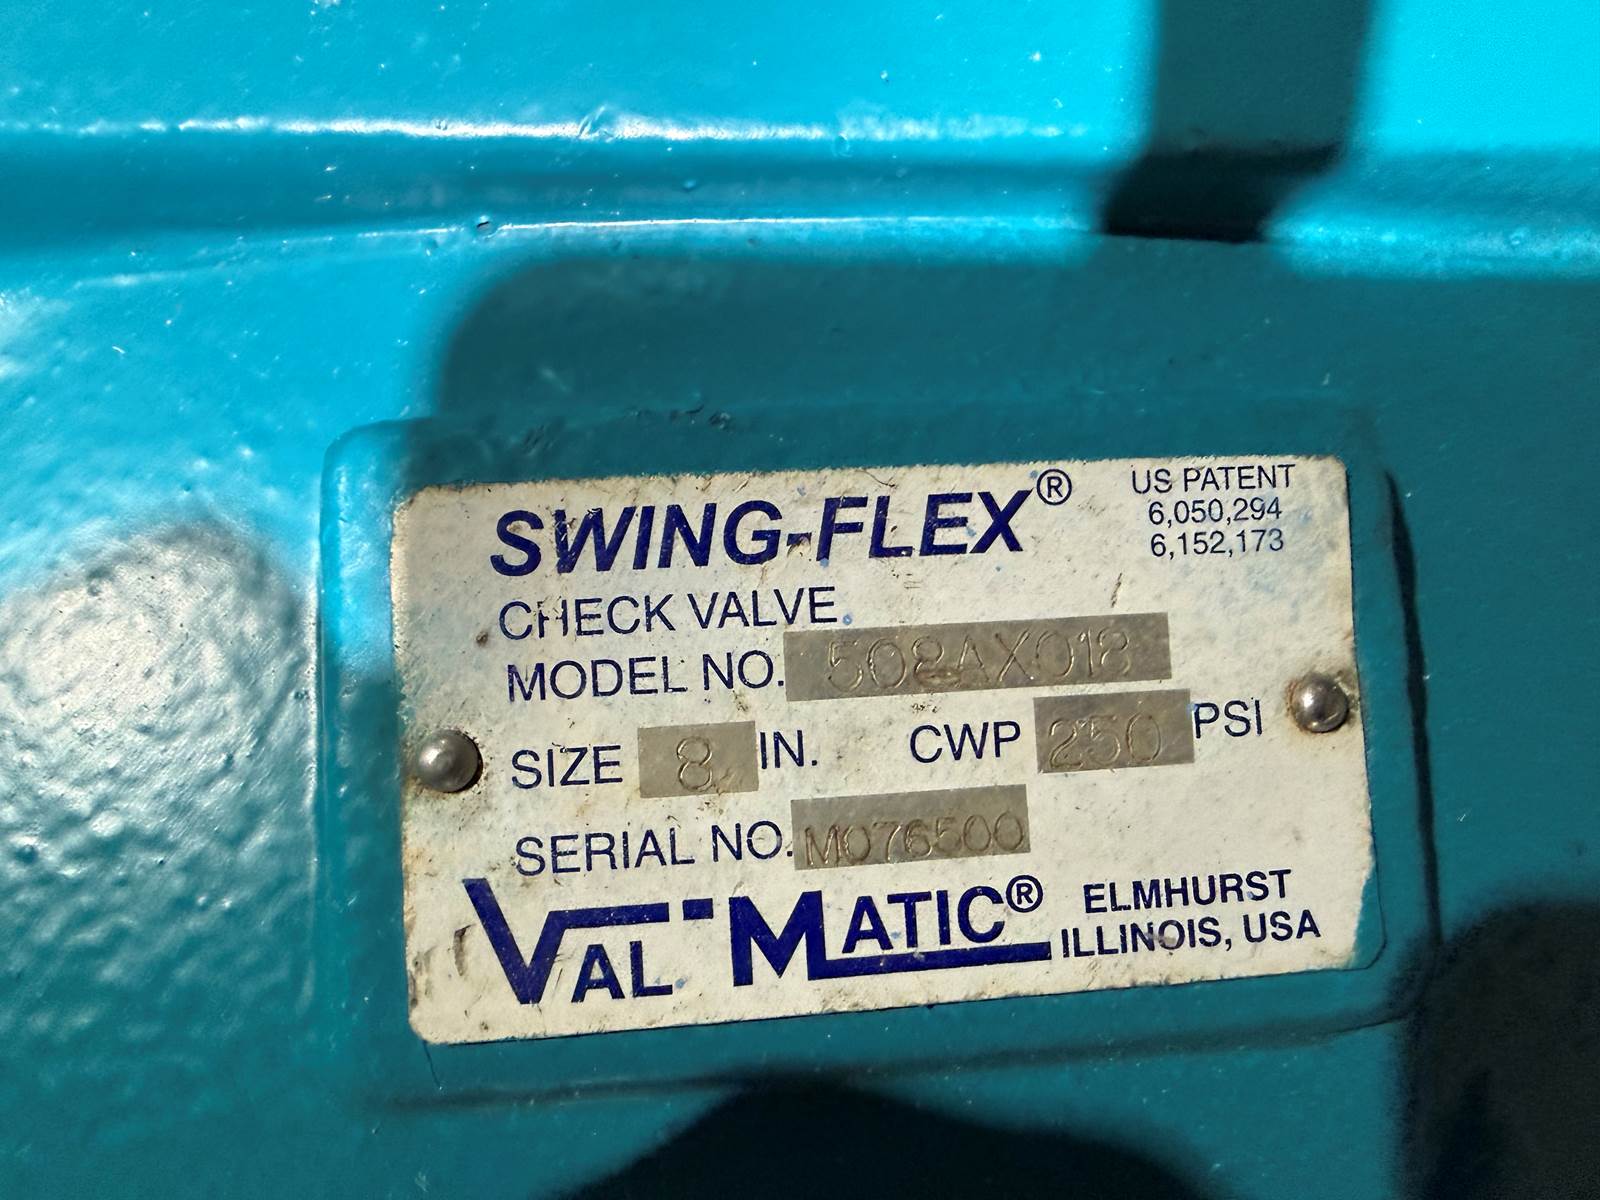 SWING-FLEX®
US PATENT
6,050,294
6,152,173
CHECK VALVE
MODEL NO. 508AX018
SIZE 8 IN. CWP 250 PSI
SERIAL NO. M076500
VAL-MATIC®
ELMHURST
ILLINOIS, USA